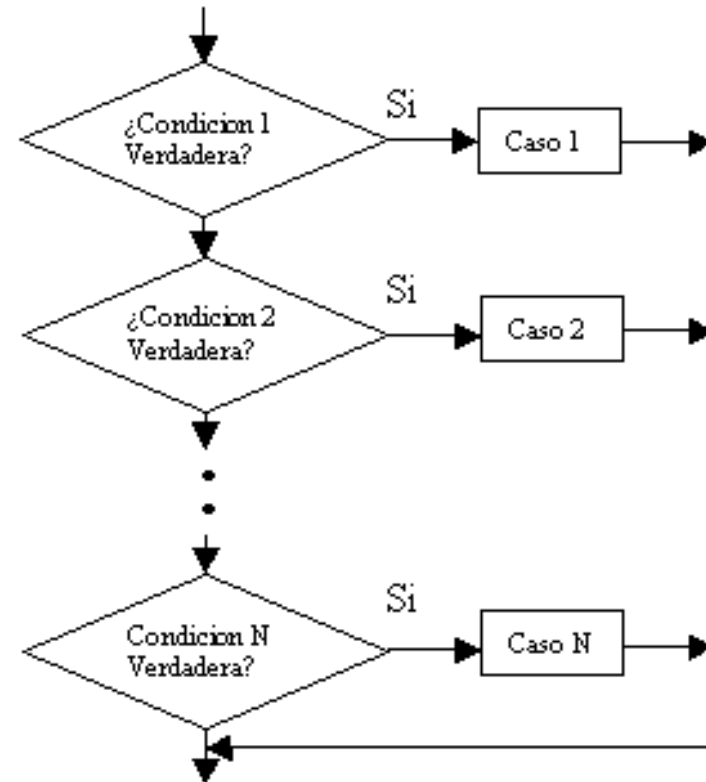 ¿Condicion 1
Verdadera?
Si
Caso 1
¿Condicion 2
Verdadera?
Si
Caso 2
Condicion N
Verdadera?
Si
Caso N